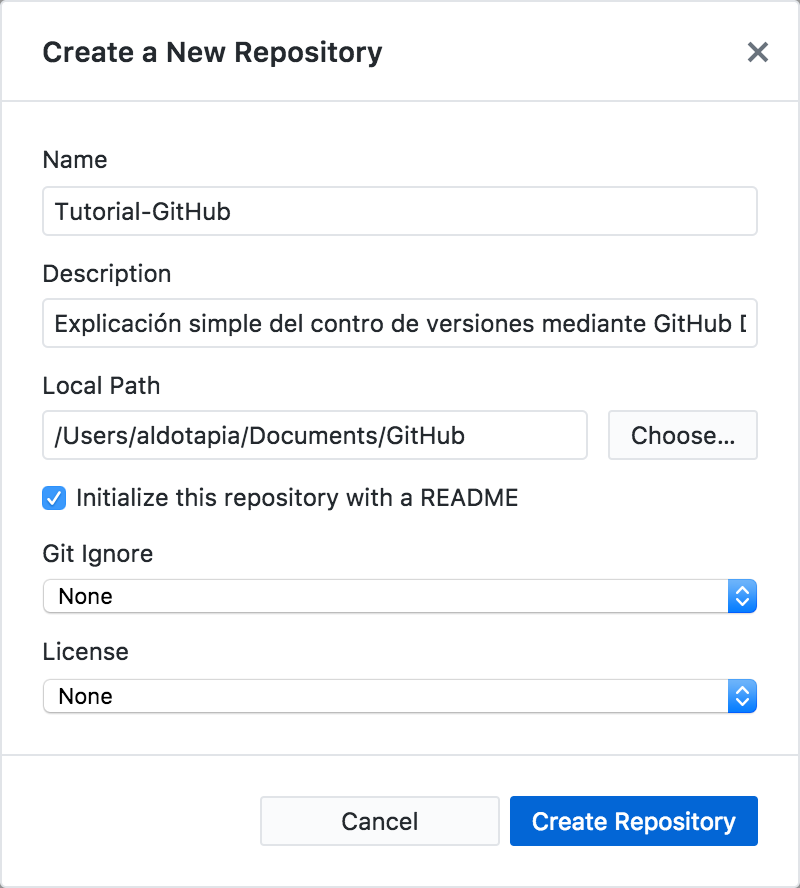 Create a New Repository
Name
Tutorial-GitHub
Description
Explicación simple del contro de versiones mediante GitHub
Local Path
/Users/aldotapia/Documents/GitHub
Choose...
Initialize this repository with a README
Git Ignore
None
License
None
Cancel
Create Repository